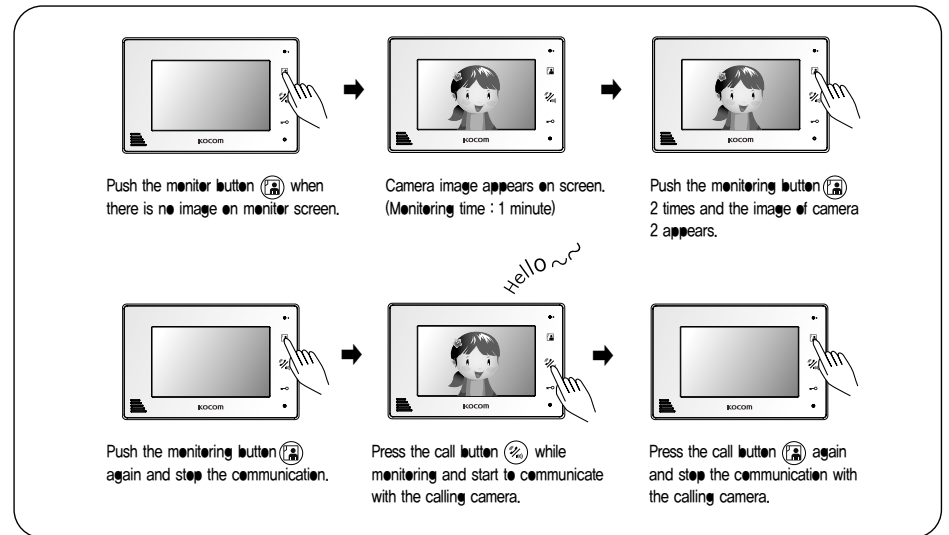 KOCOM
KOCOM
KOCOM
Push the monitor button when
there is no image on monitor screen.
Camera image appears on screen.
(Monitoring time : 1 minute)
Push the monitoring button
2 times and the image of camera
2 appears.
Hello~~
KOCOM
KOCOM
KOCOM
Push the monitoring button
again and stop the communication.
Press the call button while
monitoring and start to communicate
with the calling camera.
Press the call button again
and stop the communication with
the calling camera.